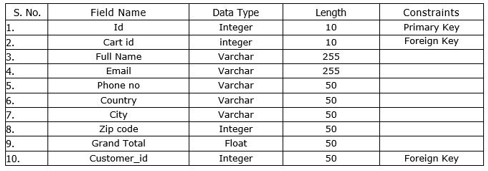 S. No. Field Name Data Type Length Constraints
1. Id Integer 10 Primary Key
2. Cart id integer 10 Foreign Key
3. Full Name Varchar 255
4. Email Varchar 255
5. Phone no Varchar 50
6. Country Varchar 50
7. City Varchar 50
8. Zip code Integer 50
9. Grand Total Float 50
10. Customer_id Integer 50 Foreign Key